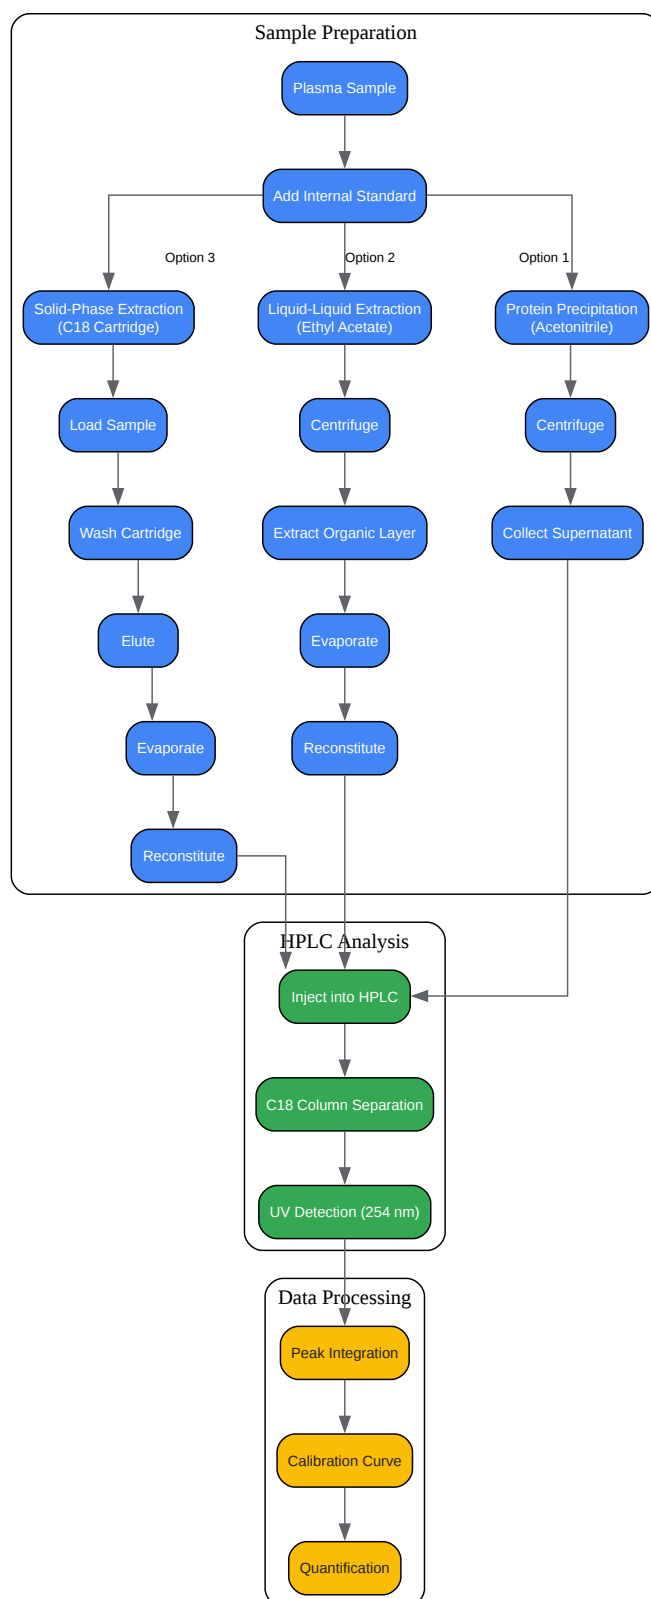 Sample Preparation
Plasma Sample
Add Internal Standard
Option 3
Option 2
Option 1
Solid-Phase Extraction
(C18 Cartridge)
Liquid-Liquid Extraction
(Ethyl Acetate)
Protein Precipitation
(Acetonitrile)
Load Sample
Centrifuge
Centrifuge
Wash Cartridge
Extract Organic Layer
Collect Supernatant
Elute
Evaporate
Evaporate
Reconstitute
Reconstitute
HPLC Analysis
Inject into HPLC
C18 Column Separation
UV Detection (254 nm)
Data Processing
Peak Integration
Calibration Curve
Quantification